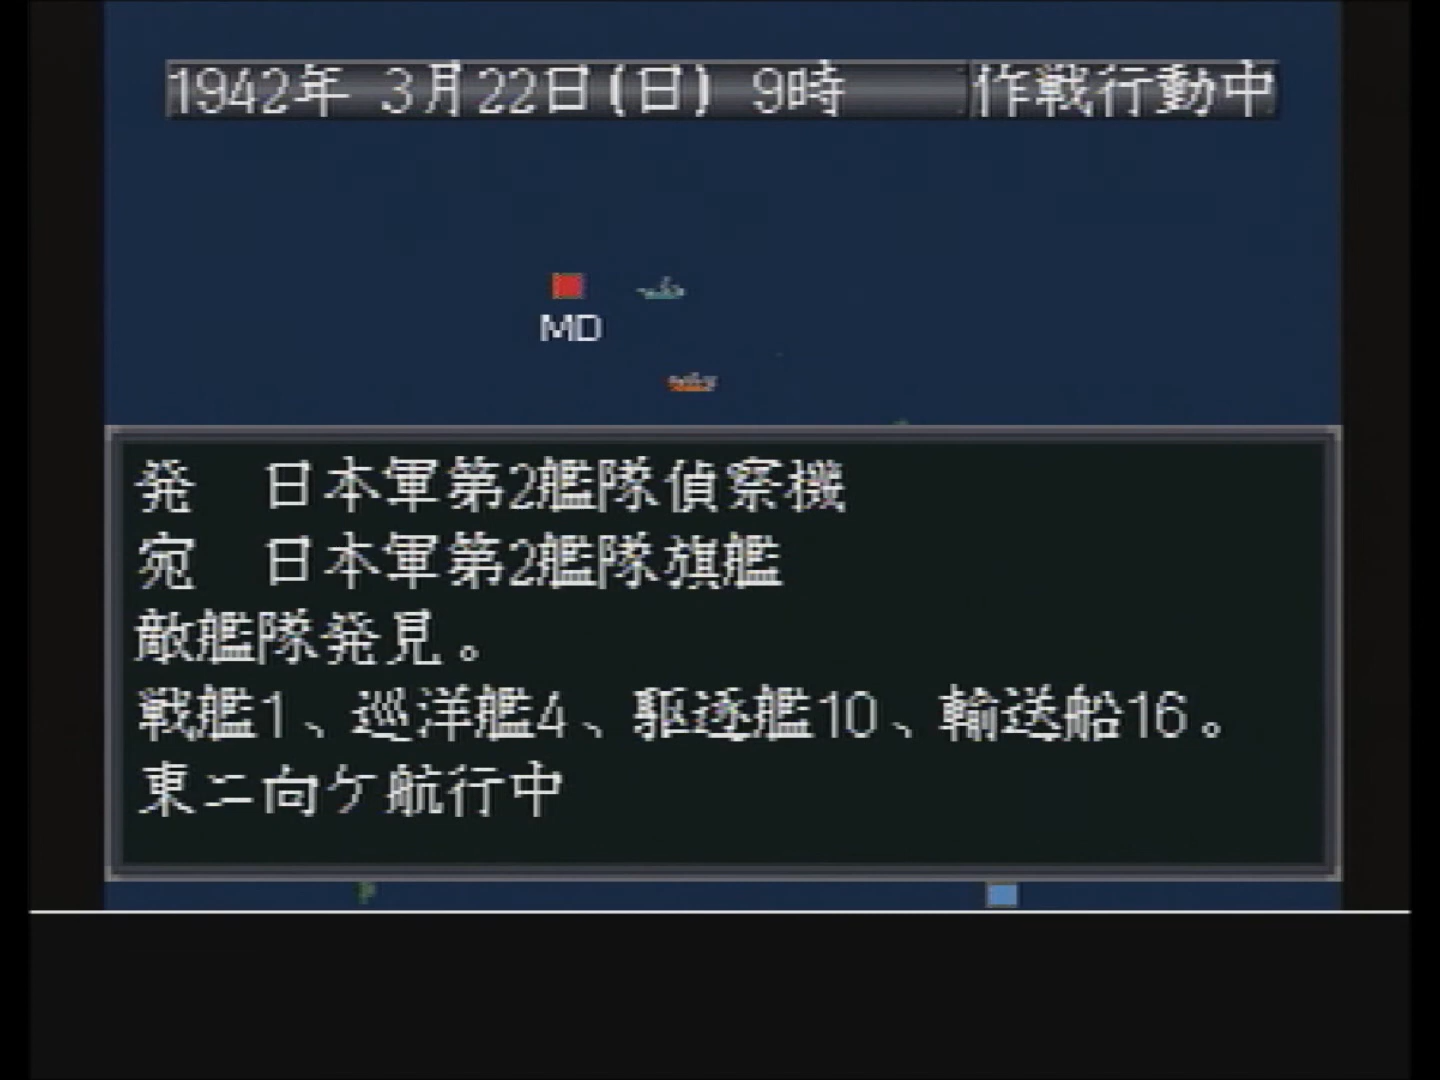 1942年 3月22日(日) 9時 作戦行動中
MD
発 日本軍第2艦隊偵察機
宛 日本軍第2艦隊旗艦
敵艦隊発見。
戦艦1、巡洋艦4、駆逐艦10、輸送船16。
東ニ向ケ航行中